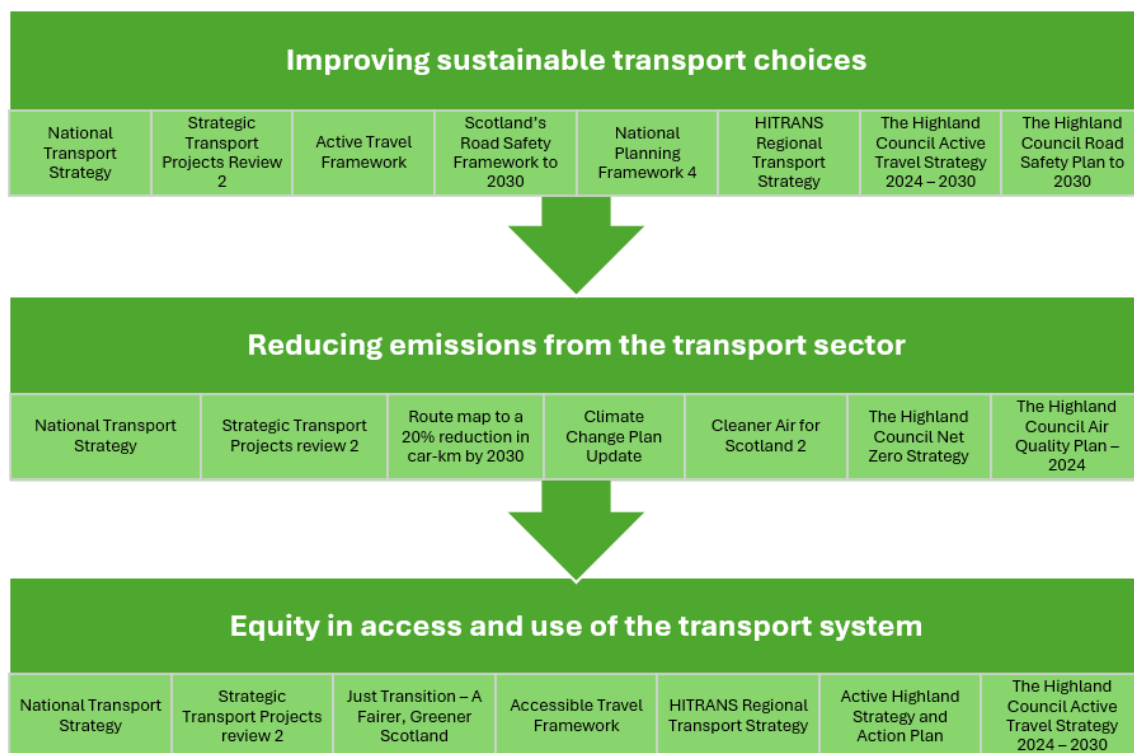 Improving sustainable transport choices
National
Transport
Strategy
Strategic
Transport
Projects Review
2
Active Travel
Framework
Scotland's
Road Safety
Framework to
2030
National
Planning
Framework 4
HITRANS
Regional
Transport
Strategy
The Highland
Council Active
Travel Strategy
2024 – 2030
The Highland
Council Road
Safety Plan to
2030
Reducing emissions from the transport sector
National Transport
Strategy
Strategic Transport
Projects review 2
Route map to a
20% reduction in
car-km by 2030
Climate
Change Plan
Update
Cleaner Air for
Scotland 2
The Highland
Council Net
Zero Strategy
The Highland
Council Air
Quality Plan –
2024
Equity in access and use of the transport system
National Transport
Strategy
Strategic
Transport Projects
review 2
Just Transition – A
Fairer, Greener
Scotland
Accessible Travel
Framework
HITRANS Regional
Transport Strategy
Active Highland
Strategy and
Action Plan
The Highland
Council Active
Travel Strategy
2024 – 2030